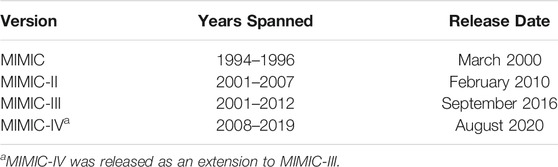 Version Years Spanned Release Date
MIMIC 1994–1996 March 2000
MIMIC-II 2001–2007 February 2010
MIMIC-III 2001–2012 September 2016
MIMIC-IVa 2008–2019 August 2020
aMIMIC-IV was released as an extension to MIMIC-III.